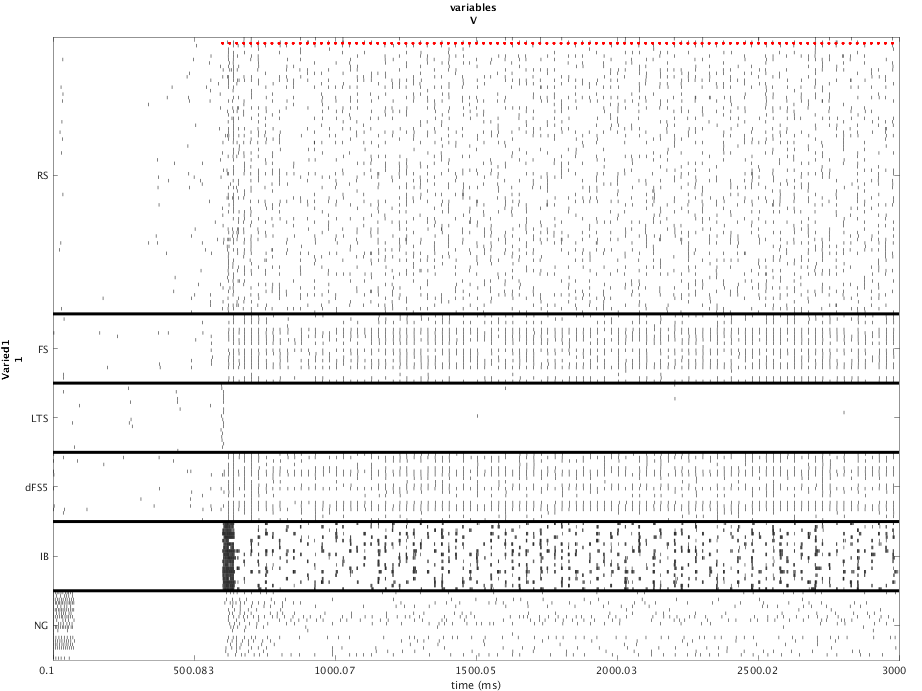 variables
V
RS
FS
LTS
dFS5
IB
NG
Varied1
1
0.1 500.083 1000.07 1500.05 2000.03 2500.02 3000
time (ms)